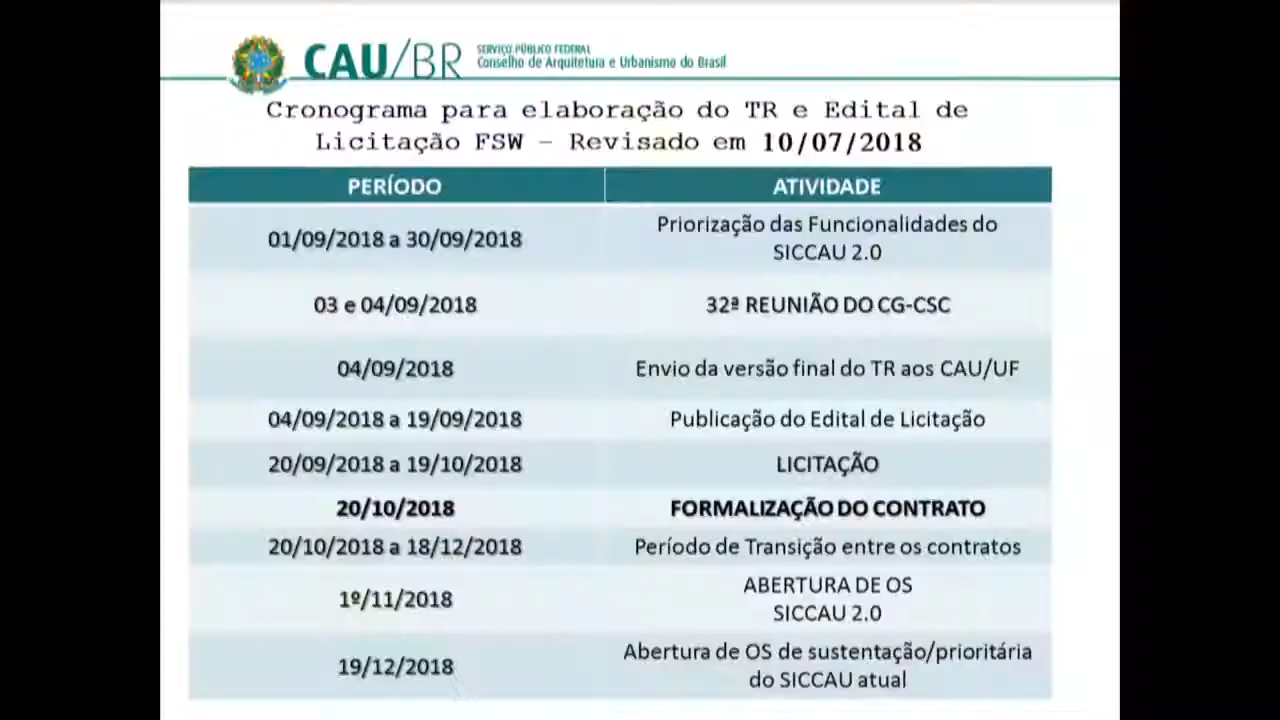 CAU/BR
SERVIÇO PÚBLICO FEDERAL
Conselho de Arquitetura e Urbanismo do Brasil
Cronograma para elaboração do TR e Edital de
Licitação FSW – Revisado em 10/07/2018
PERÍODO ATIVIDADE
01/09/2018 a 30/09/2018 Priorização das Funcionalidades do
SICCAU 2.0
03 e 04/09/2018 32ª REUNIÃO DO CG-CSC
04/09/2018 Envio da versão final do TR aos CAU/UF
04/09/2018 a 19/09/2018 Publicação do Edital de Licitação
20/09/2018 a 19/10/2018 LICITAÇÃO
20/10/2018 FORMALIZAÇÃO DO CONTRATO
20/10/2018 a 18/12/2018 Período de Transição entre os contratos
1º/11/2018 ABERTURA DE OS
SICCAU 2.0
19/12/2018 Abertura de OS de sustentação/prioritária
do SICCAU atual